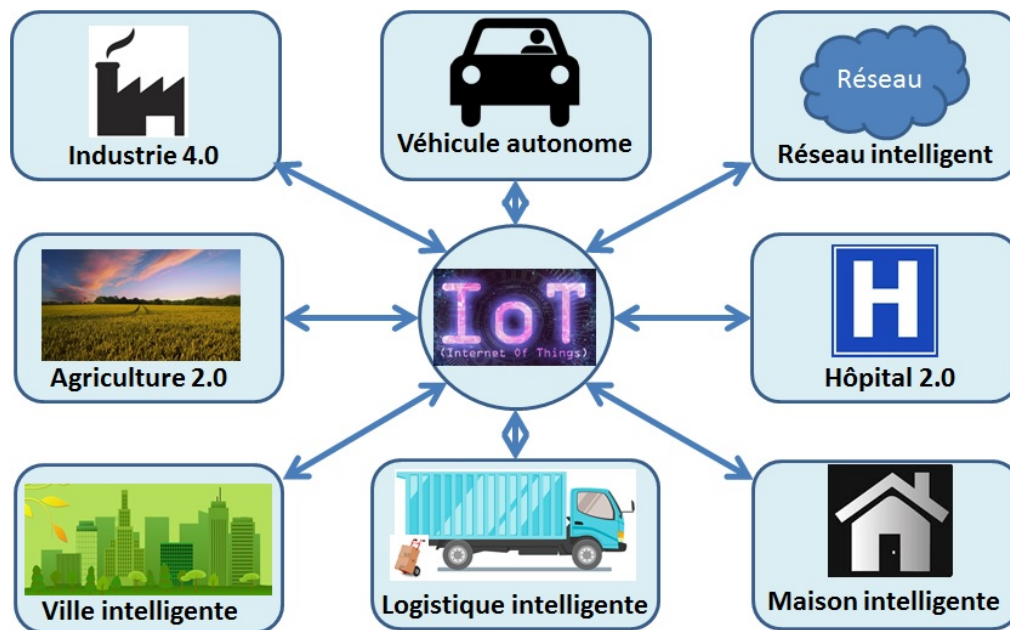 Industrie 4.0
Véhicule autonome
Réseau
Réseau intelligent
Agriculture 2.0
IoT
(Internet Of Things)
H
Hôpital 2.0
Ville intelligente
Logistique intelligente
Maison intelligente